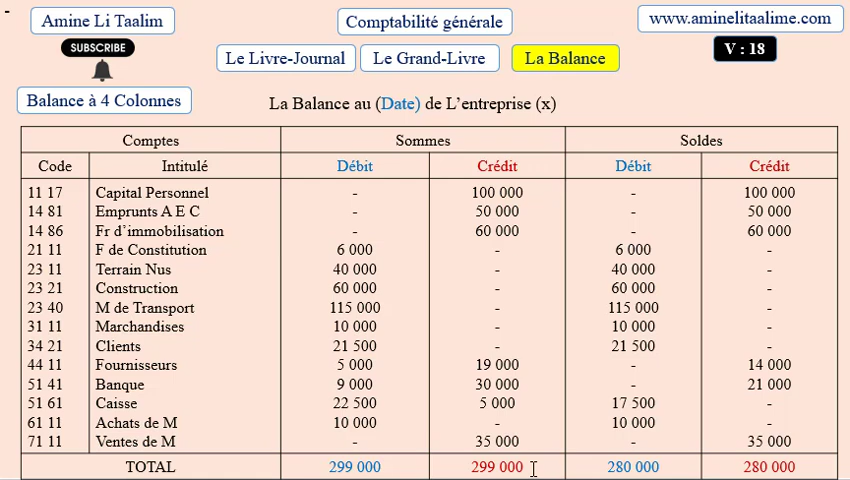 Amine Li Taalim
Comptabilité générale
www.aminelitaalime.com
SUBSCRIBE
V : 18
Le Livre-Journal
Le Grand-Livre
La Balance
Balance à 4 Colonnes
La Balance au (Date) de L'entreprise (x)
Comptes Sommes Soldes
Code Intitulé Débit Crédit Débit Crédit
11 17 Capital Personnel - 100 000 - 100 000
14 81 Emprunts A E C - 50 000 - 50 000
14 86 Fr d'immobilisation - 60 000 - 60 000
21 11 F de Constitution 6 000 - 6 000 -
23 11 Terrain Nus 40 000 - 40 000 -
23 21 Construction 60 000 - 60 000 -
23 40 M de Transport 115 000 - 115 000 -
31 11 Marchandises 10 000 - 10 000 -
34 21 Clients 21 500 - 21 500 -
44 11 Fournisseurs 5 000 19 000 - 14 000
51 41 Banque 9 000 30 000 - 21 000
51 61 Caisse 22 500 5 000 17 500 -
61 11 Achats de M 10 000 - 10 000 -
71 11 Ventes de M - 35 000 - 35 000
TOTAL 299 000 299 000 280 000 280 000